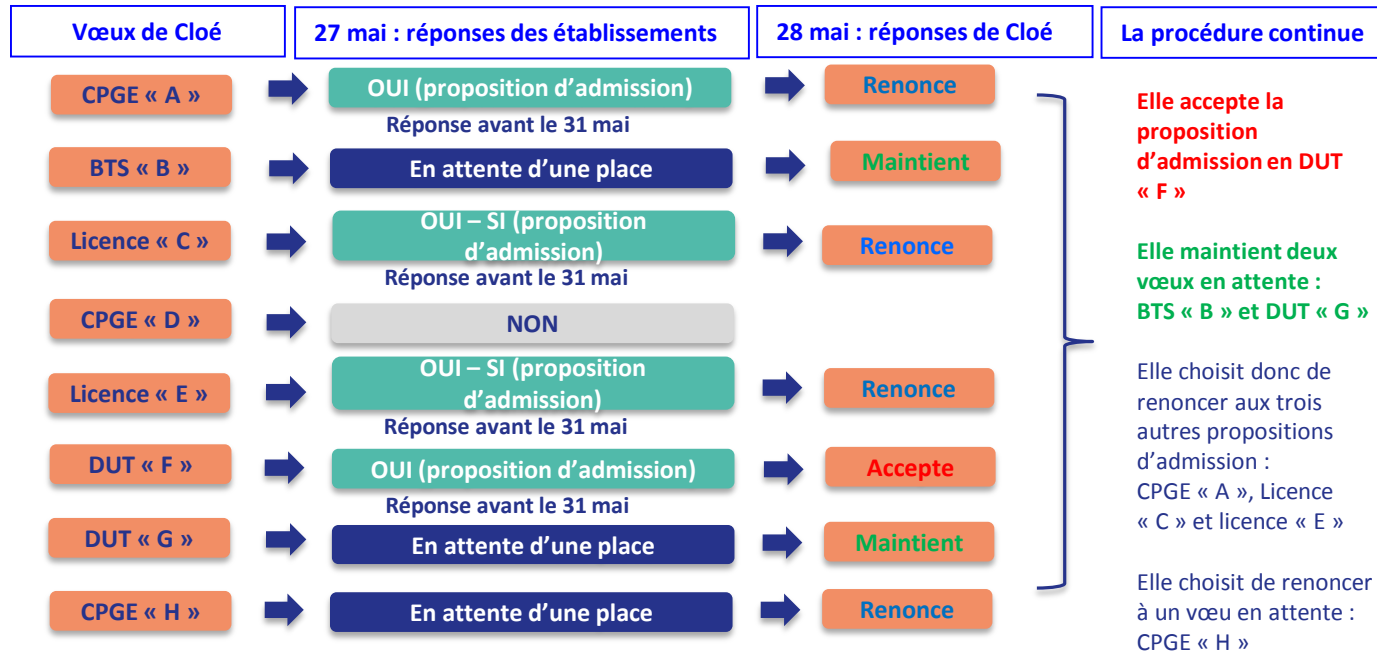 Vœux de Cloé
27 mai : réponses des établissements
28 mai : réponses de Cloé
La procédure continue
CPGE « A »
OUI (proposition d'admission)
Renonce
Réponse avant le 31 mai
BTS « B »
En attente d'une place
Maintient
Licence « C »
OUI – SI (proposition
d'admission)
Renonce
Réponse avant le 31 mai
CPGE « D »
NON
Licence « E »
OUI – SI (proposition
d'admission)
Renonce
Réponse avant le 31 mai
DUT « F »
OUI (proposition d'admission)
Accepte
Réponse avant le 31 mai
DUT « G »
En attente d'une place
Maintient
CPGE « H »
En attente d'une place
Renonce
Elle accepte la
proposition
d'admission en DUT
« F »
Elle maintient deux
vœux en attente :
BTS « B » et DUT « G »
Elle choisit donc de
renoncer aux trois
autres propositions
d'admission :
CPGE « A », Licence
« C » et licence « E »
Elle choisit de renoncer
à un vœu en attente :
CPGE « H »